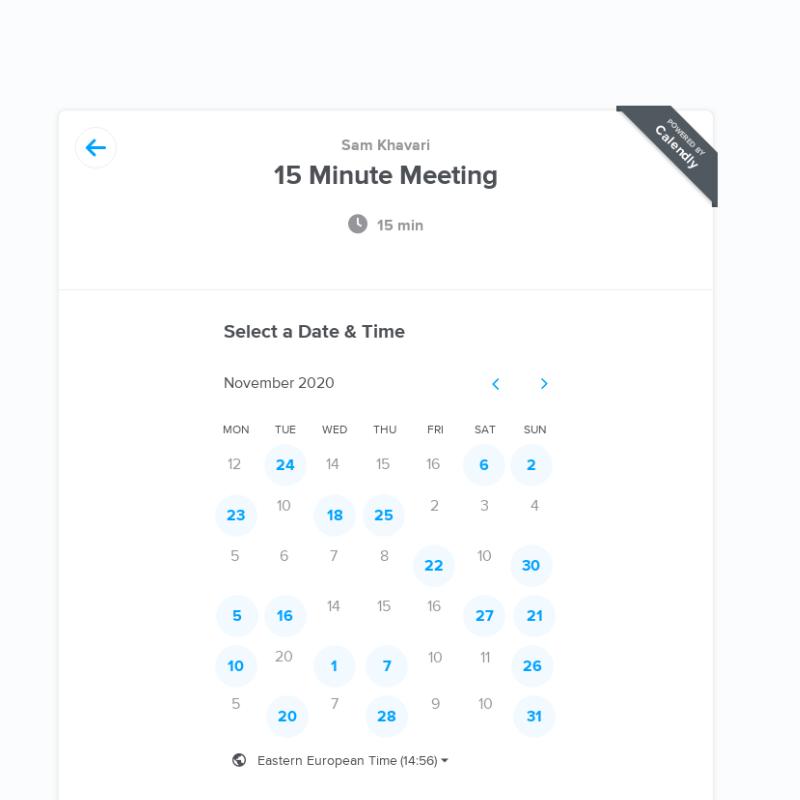 POWERED BY
Calendly
Sam Khavari
15 Minute Meeting
15 min
Select a Date & Time
November 2020
MON TUE WED THU FRI SAT SUN
12 24 14 15 16 6 2
23 10 18 25 2 3 4
5 6 7 8 22 10 30
5 16 14 15 16 27 21
10 20 1 7 10 11 26
5 20 7 28 9 10 31
Eastern European Time (14:56)